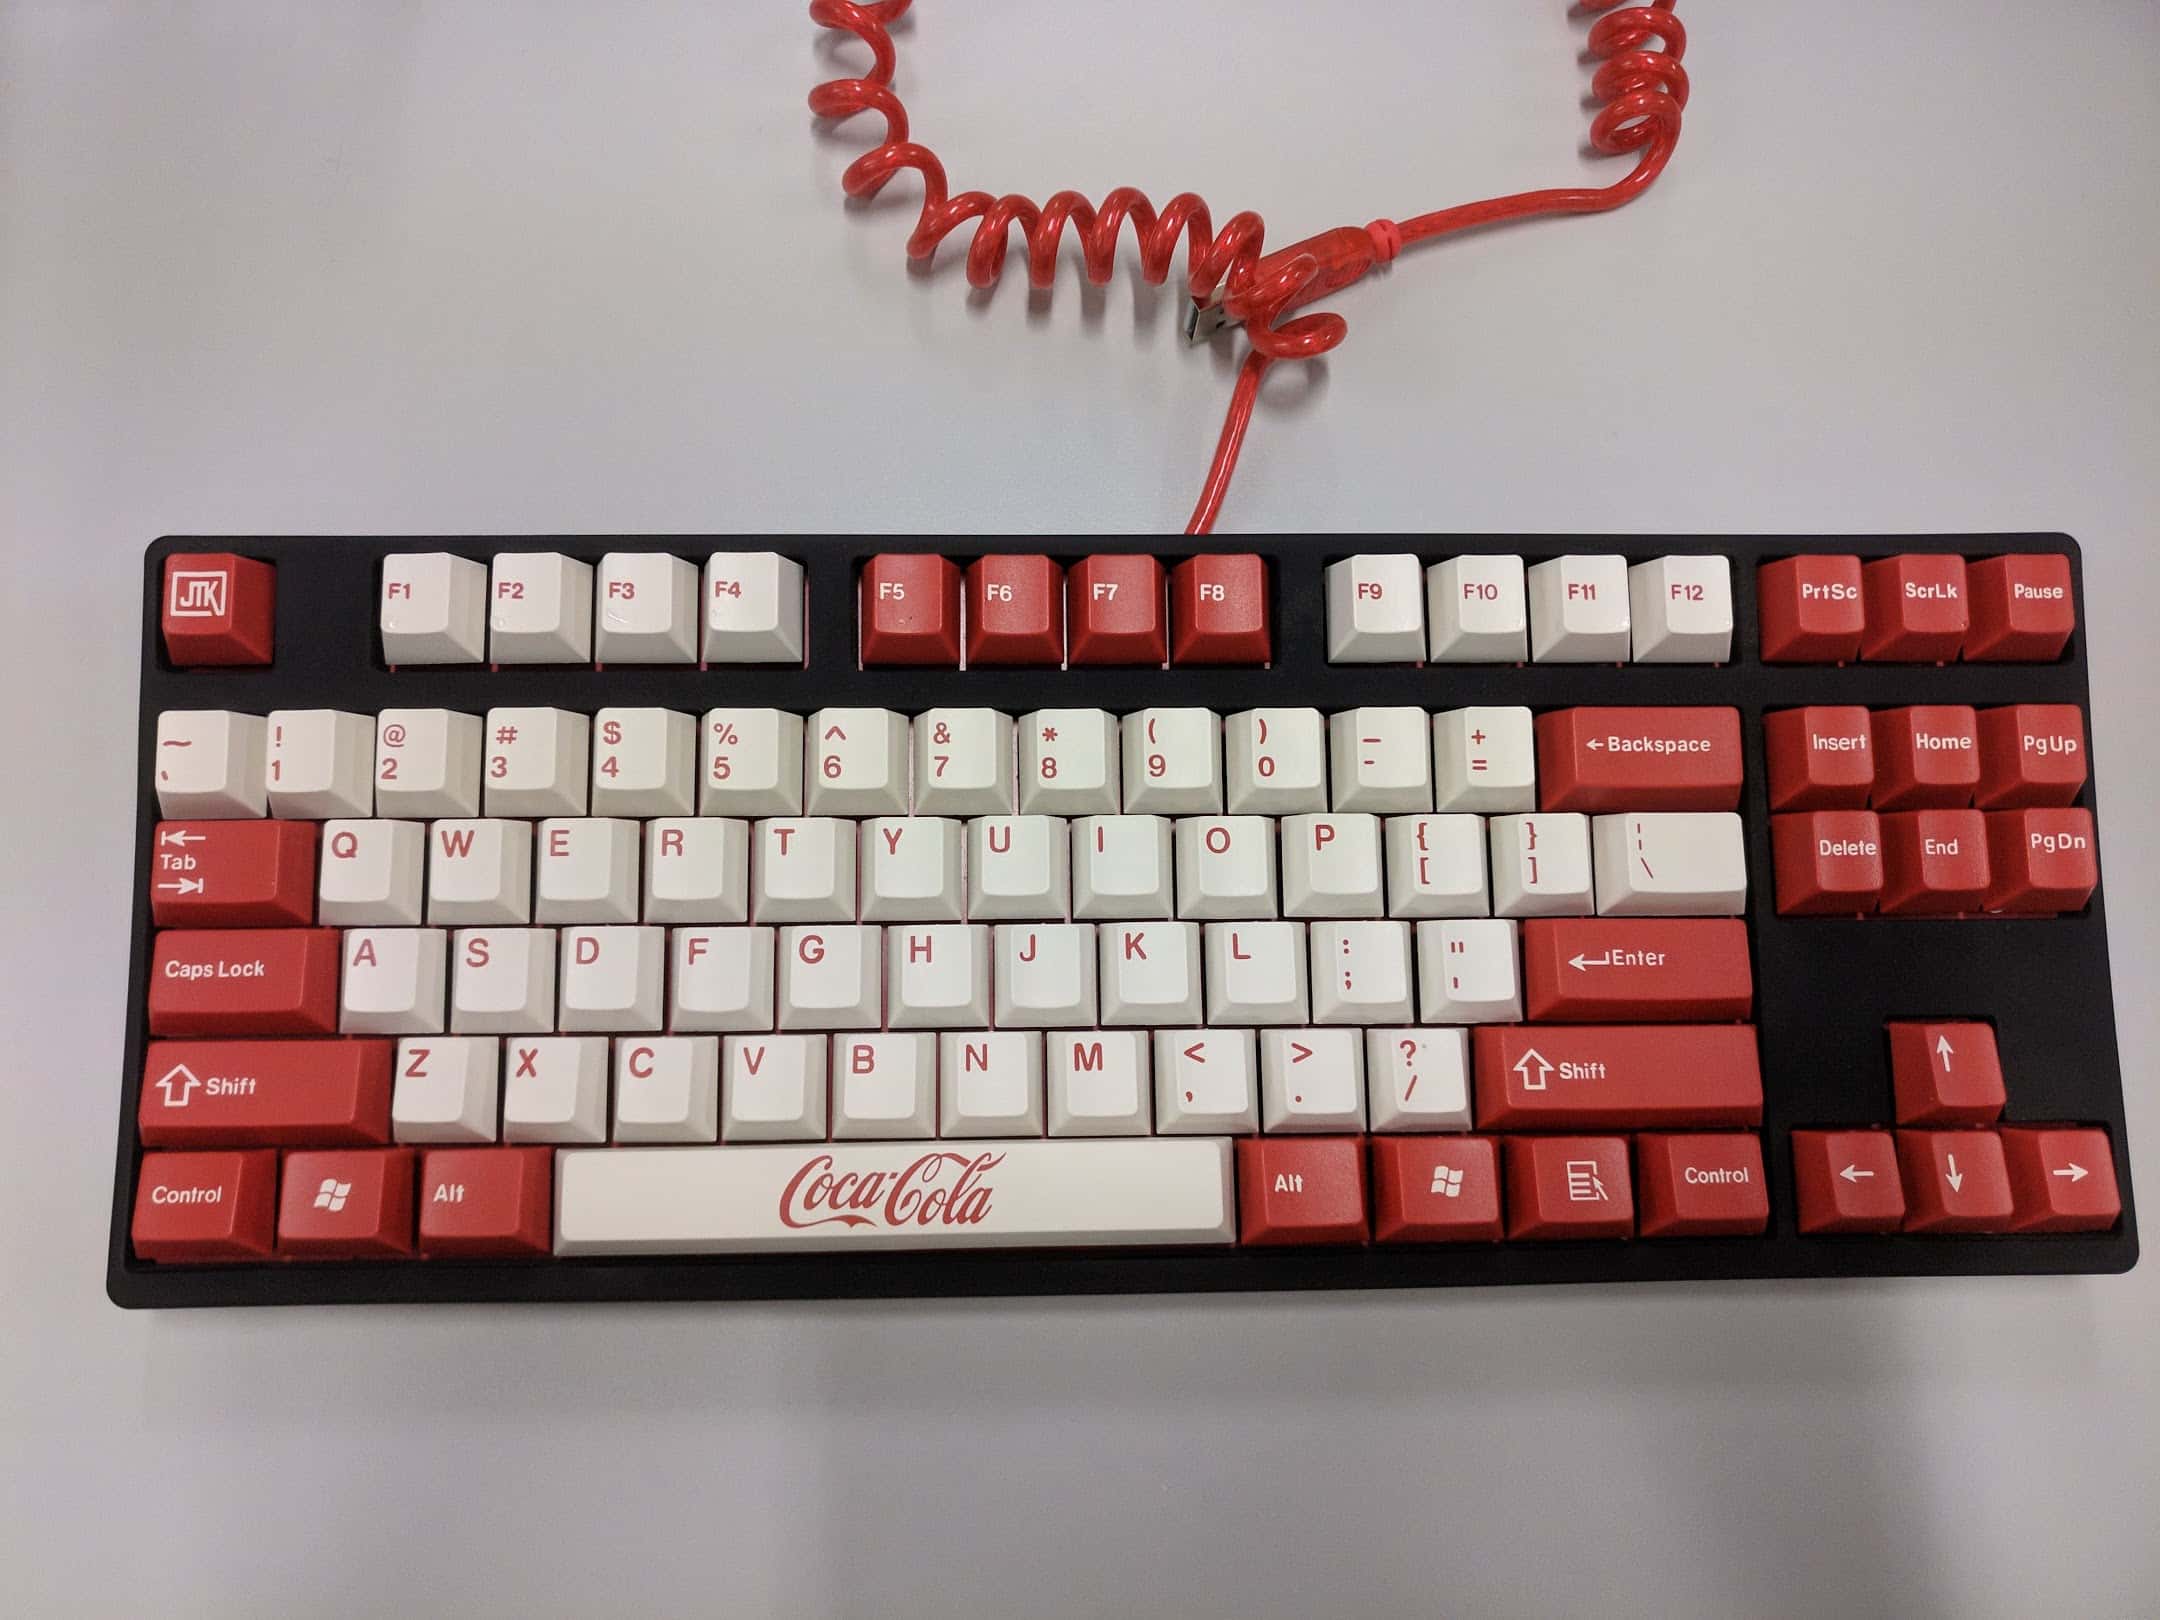 JTK F1 F2 F3 F4 F5 F6 F7 F8 F9 F10 F11 F12 PrtSc ScrLk Pause
~ ! @ # $ % ^ & * ( ) _ +
` 1 2 3 4 5 6 7 8 9 0 - = ←Backspace Insert Home PgUp
Tab Q W E R T Y U I O P { } ¦
[ ] \ Delete End PgDn
Caps Lock A S D F G H J K L : "
; ' Enter
Shift Z X C V B N M < > ?
, . / Shift ↑
Control Alt Coca-Cola Alt Control ← ↓ →